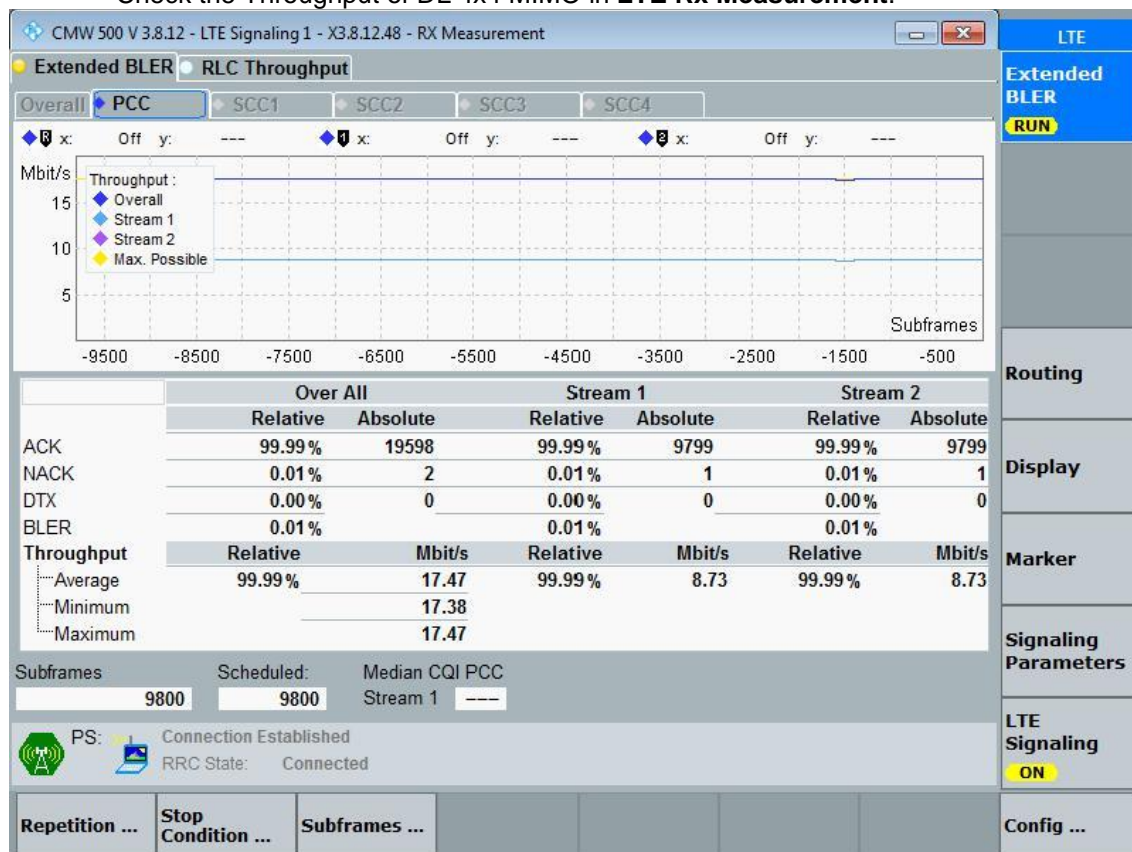 Check the Throughput of DL 4x4 MIMO in LTE Rx Measurement.
CMW 500 V 3.8.12 - LTE Signaling 1 - X3.8.12.48 - RX Measurement
LTE
Extended BLER RLC Throughput
Extended BLER
RUN
Overall PCC SCC1 SCC2 SCC3 SCC4
R x: Off y: --- 1 x: Off y: --- 2 x: Off y: ---
Mbit/s
Throughput :
Overall
Stream 1
Stream 2
Max. Possible
15
10
5
Subframes
-9500 -8500 -7500 -6500 -5500 -4500 -3500 -2500 -1500 -500
Routing
Over All Stream 1 Stream 2
Relative Absolute Relative Absolute Relative Absolute
ACK 99.99 % 19598 99.99 % 9799 99.99 % 9799
NACK 0.01 % 2 0.01 % 1 0.01 % 1
DTX 0.00 % 0 0.00 % 0 0.00 % 0
BLER 0.01 % 0.01 % 0.01 %
Display
Throughput Relative Mbit/s Relative Mbit/s Relative Mbit/s
Average 99.99 % 17.47 99.99 % 8.73 99.99 % 8.73
Minimum 17.38
Maximum 17.47
Marker
Signaling
Parameters
Subframes Scheduled: Median CQI PCC
9800 9800 Stream 1 ---
PS: Connection Established
RRC State: Connected
LTE
Signaling
ON
Repetition ... Stop Condition ... Subframes ... Config ...